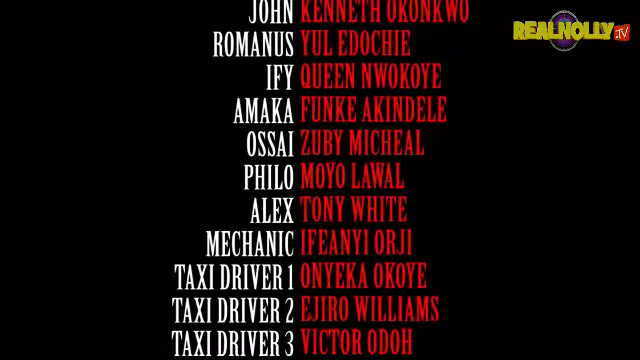 JOHN KENNETH OKONKWO
REALNOLLY.TV
ROMANUS YUL EDOCHIE
IFY QUEEN NWOKOYE
AMAKA FUNKE AKINDELE
OSSAI ZUBY MICHEAL
PHILO MOYO LAWAL
ALEX TONY WHITE
MECHANIC IFEANYI ORJI
TAXI DRIVER 1 ONYEKA OKOYE
TAXI DRIVER 2 EJIRO WILLIAMS
TAXI DRIVER 3 VICTOR ODOH